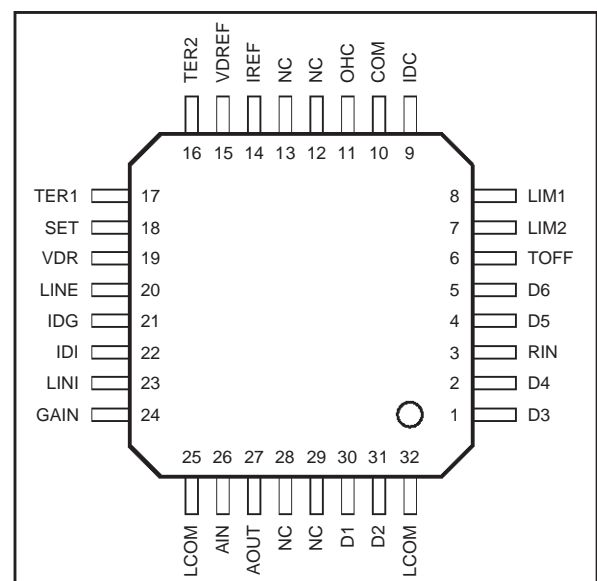 TER2 VDREF IREF NC NC OHC COM IDC
16 15 14 13 12 11 10 9
TER1 17 8 LIM1
SET 18 7 LIM2
VDR 19 6 TOFF
LINE 20 5 D6
IDG 21 4 D5
IDI 22 3 RIN
LINI 23 2 D4
GAIN 24 1 D3
25 26 27 28 29 30 31 32
LCOM AIN AOUT NC NC D1 D2 LCOM